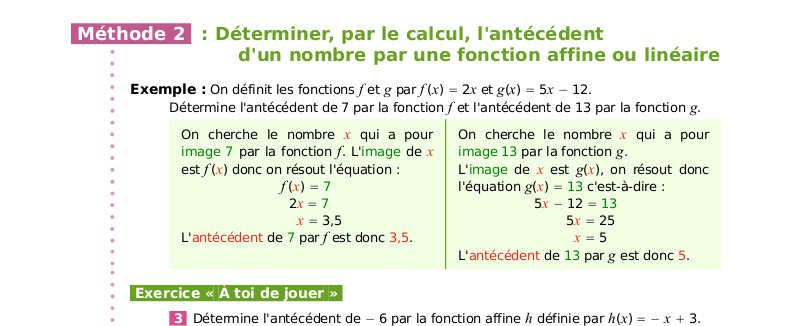 Méthode 2 : Déterminer, par le calcul, l'antécédent
d'un nombre par une fonction affine ou linéaire
Exemple : On définit les fonctions f et g par f(x) = 2x et g(x) = 5x − 12.
Détermine l'antécédent de 7 par la fonction f et l'antécédent de 13 par la fonction g.
On cherche le nombre x qui a pour
image 7 par la fonction f. L'image de x
est f(x) donc on résout l'équation :
f(x) = 7
2x = 7
x = 3,5
L'antécédent de 7 par f est donc 3,5.
On cherche le nombre x qui a pour
image 13 par la fonction g.
L'image de x est g(x), on résout donc
l'équation g(x) = 13 c'est-à-dire :
5x − 12 = 13
5x = 25
x = 5
L'antécédent de 13 par g est donc 5.
Exercice « À toi de jouer »
3 Détermine l'antécédent de − 6 par la fonction affine h définie par h(x) = − x + 3.